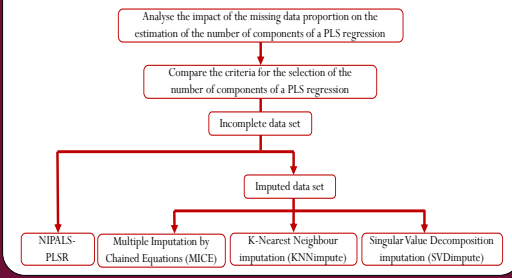 Analyse the impact of the missing data proportion on the
estimation of the number of components of a PLS regression
Compare the criteria for the selection of the
number of components of a PLS regression
Incomplete data set
Imputed data set
NIPALS-
PLSR
Multiple Imputation by
Chained Equations (MICE)
K-Nearest Neighbour
imputation (KNNimpute)
Singular Value Decomposition
imputation (SVDimpute)